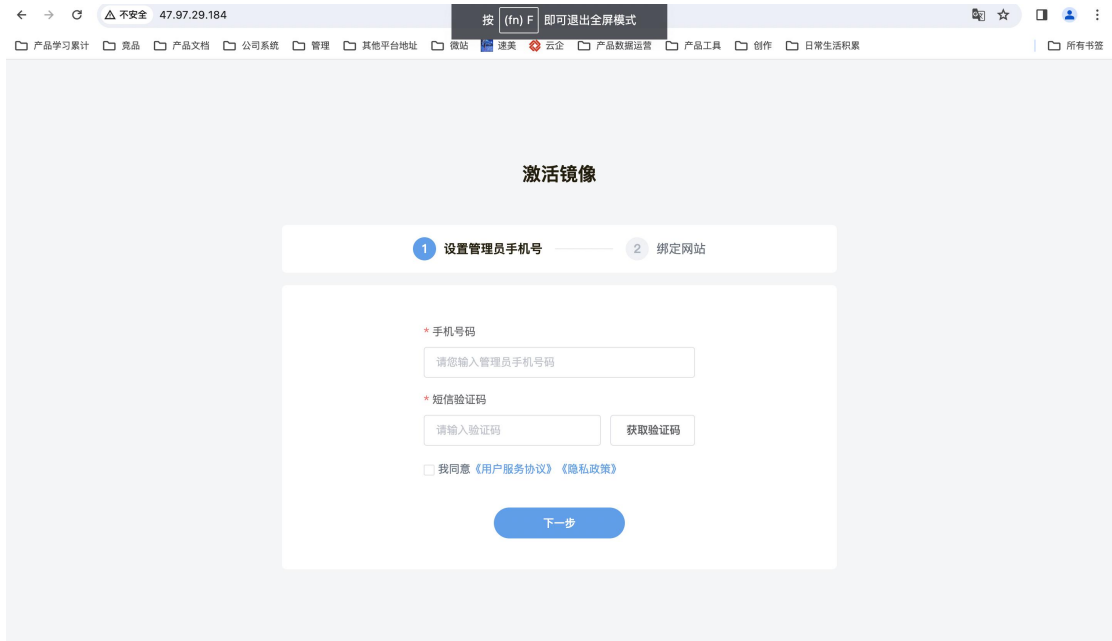 不安全 47.97.29.184
按 (fn) F 即可退出全屏模式
产品学习累计 竞品 产品文档 公司系统 管理 其他平台地址 微站 速美 云企 产品数据运营 产品工具 创作 日常生活积累 所有书签
激活镜像
1 设置管理员手机号 2 绑定网站
* 手机号码
请您输入管理员手机号码
* 短信验证码
请输入验证码 获取验证码
我同意《用户服务协议》《隐私政策》
下一步